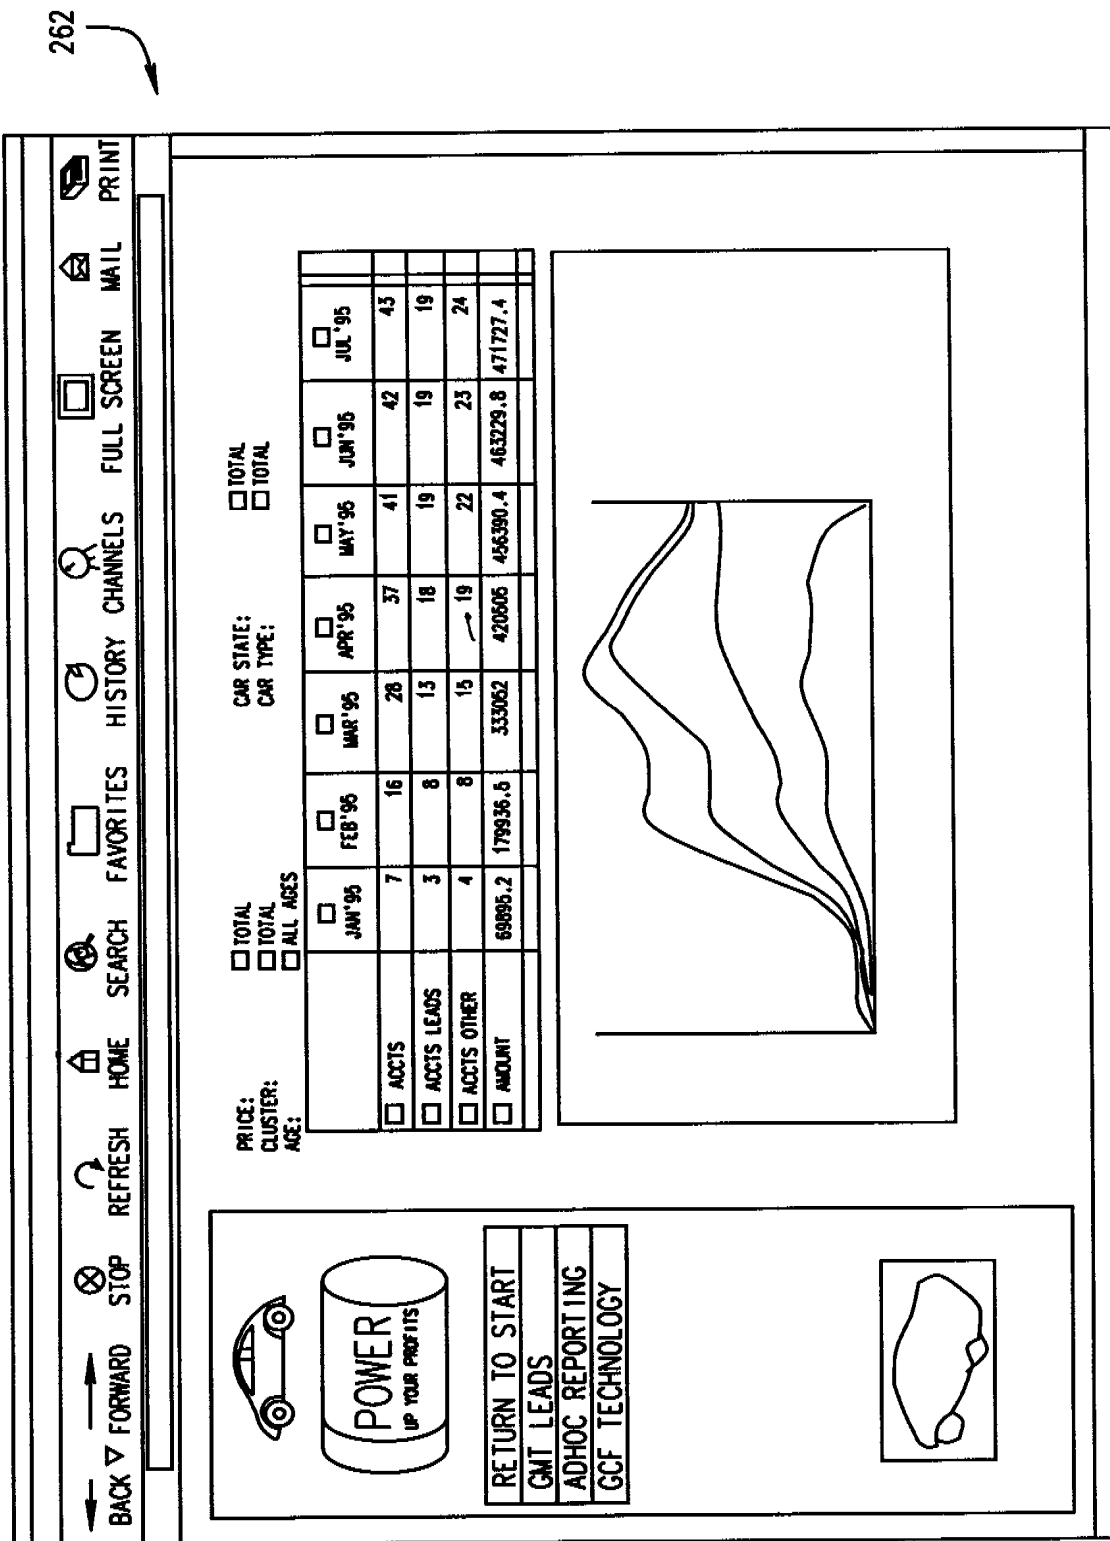 262
BACK FORWARD STOP REFRESH HOME SEARCH FAVORITES HISTORY CHANNELS FULL SCREEN MAIL PRINT
POWER
UP YOUR PROFITS
RETURN TO START
GMT LEADS
ADHOC REPORTING
GCF TECHNOLOGY
PRICE: TOTAL CAR STATE: TOTAL
CLUSTER: TOTAL CAR TYPE: TOTAL
AGE: ALL AGES
JAN'95 FEB'95 MAR'95 APR'95 MAY'95 JUN'95 JUL'95
ACCTS 7 16 28 37 41 42 43
ACCTS LEADS 3 8 13 18 19 19 19
ACCTS OTHER 4 8 15 19 22 23 24
AMOUNT 69895.2 179936.5 333052 420505 456390.4 463229.8 471727.4